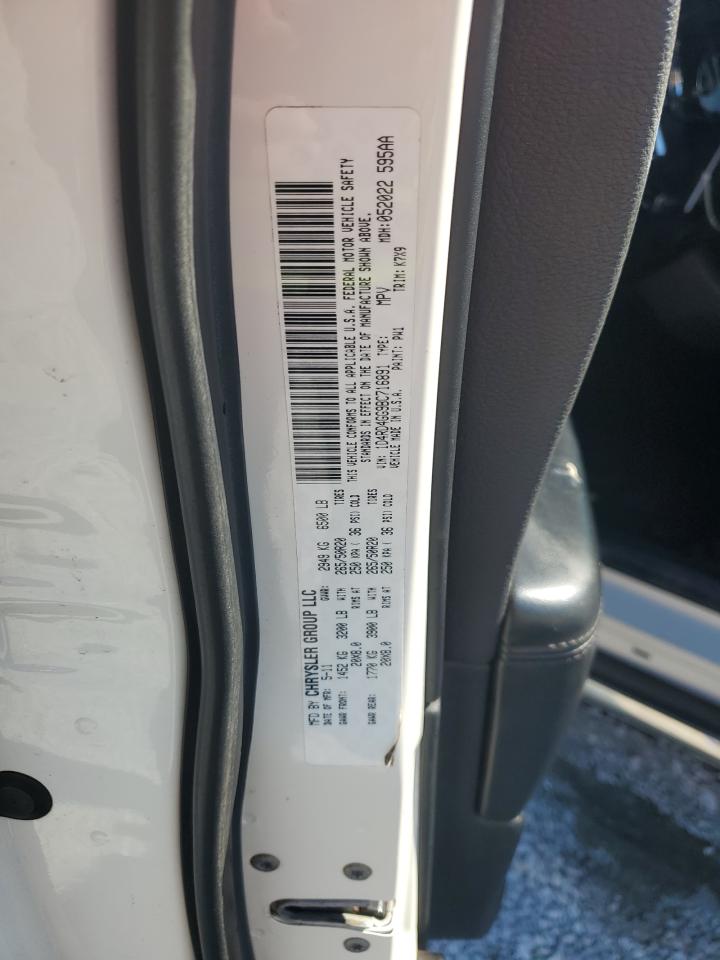 MFD BY CHRYSLER GROUP LLC
DATE OF MFR: 5-11 GVWR: 2949 KG 6500 LB
GAWR FRONT: 1452 KG 3200 LB WITH 265/50R20 TIRES
20X8.0 RIMS AT 250 KPA ( 36 PSI) COLD
GAWR REAR: 1770 KG 3900 LB WITH 265/50R20 TIRES
20X8.0 RIMS AT 250 KPA ( 36 PSI) COLD
THIS VEHICLE CONFORMS TO ALL APPLICABLE U.S.A. FEDERAL MOTOR VEHICLE SAFETY
STANDARDS IN EFFECT ON THE DATE OF MANUFACTURE SHOWN ABOVE.
VIN: 1D4RD4GG9BC716891 TYPE: MPV MDH: 052022 595AA
VEHICLE MADE IN U.S.A. PAINT: PW1 TRIM: K7X9